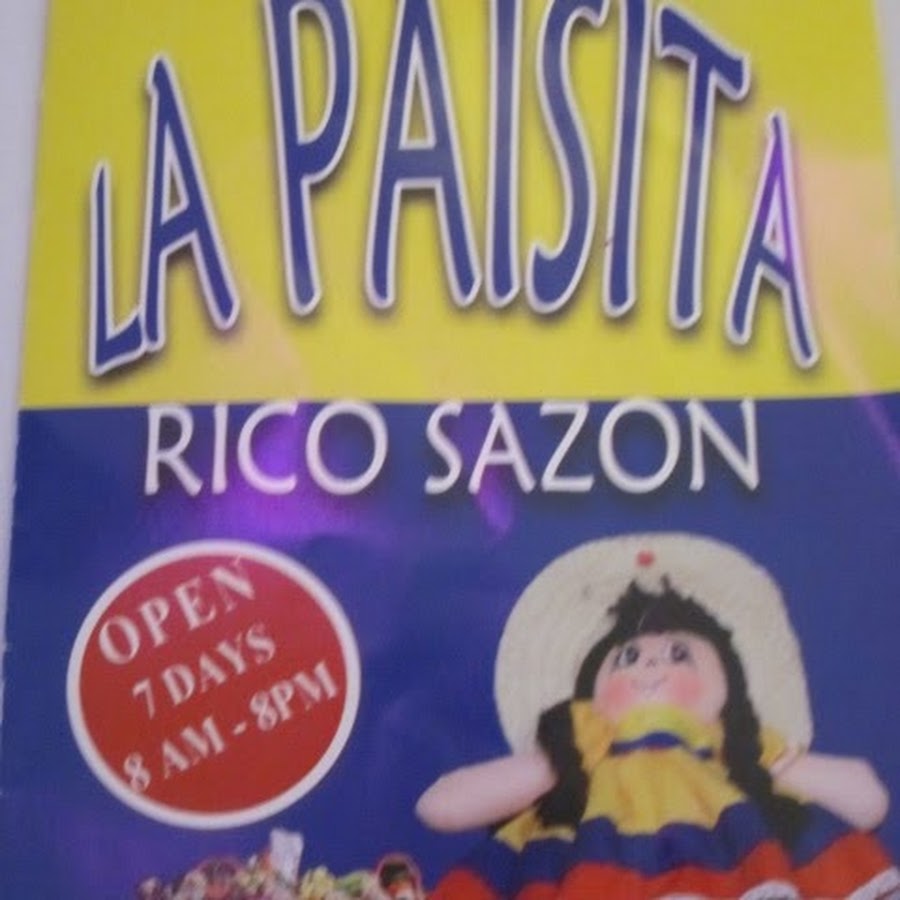 LA PAISITA
RICO SAZON
OPEN
7 DAYS
8 AM - 8PM